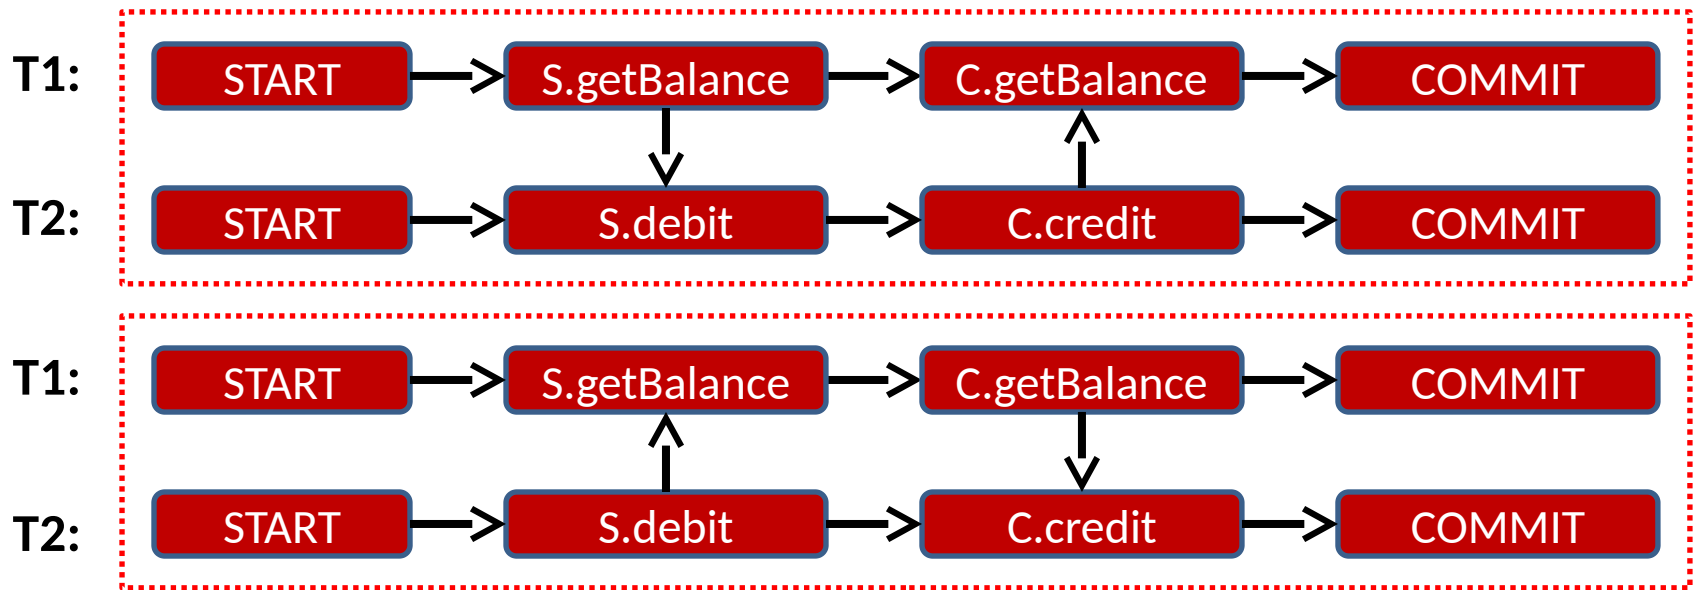 T1: START S.getBalance C.getBalance COMMIT
T2: START S.debit C.credit COMMIT
T1: START S.getBalance C.getBalance COMMIT
T2: START S.debit C.credit COMMIT